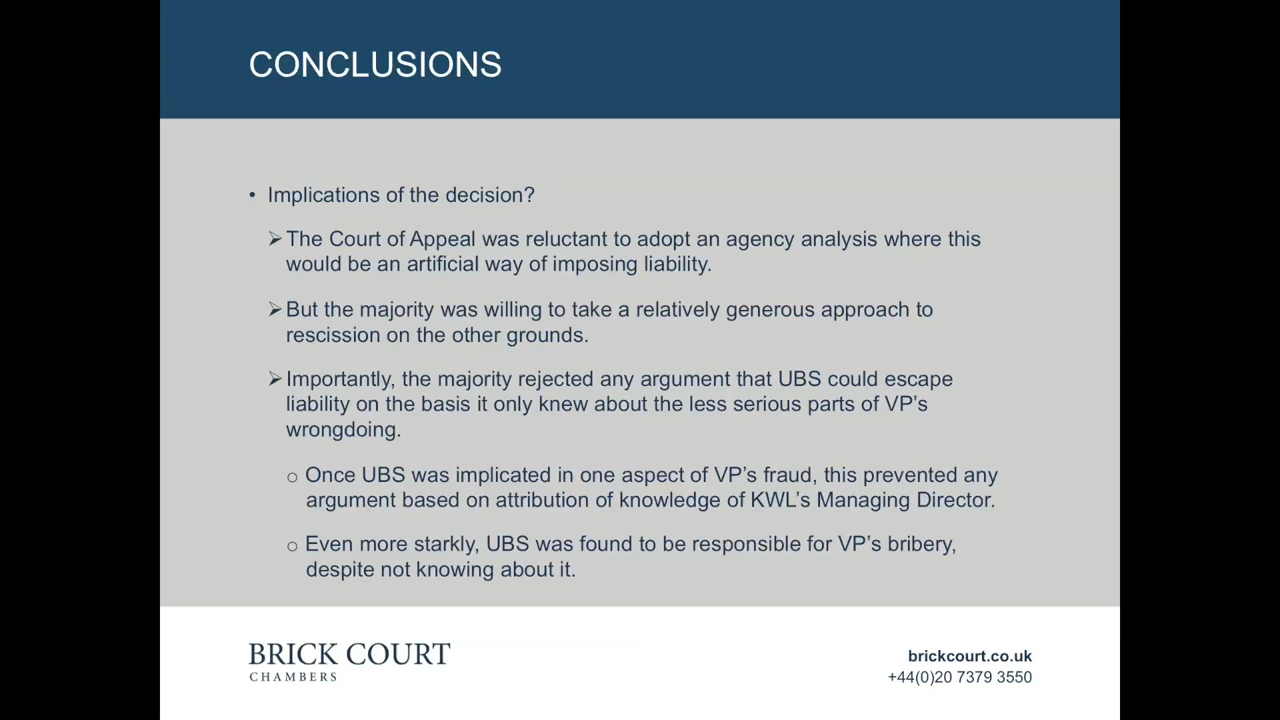 CONCLUSIONS
• Implications of the decision?
➢ The Court of Appeal was reluctant to adopt an agency analysis where this
would be an artificial way of imposing liability.
➢ But the majority was willing to take a relatively generous approach to
rescission on the other grounds.
➢ Importantly, the majority rejected any argument that UBS could escape
liability on the basis it only knew about the less serious parts of VP’s
wrongdoing.
o Once UBS was implicated in one aspect of VP’s fraud, this prevented any
argument based on attribution of knowledge of KWL’s Managing Director.
o Even more starkly, UBS was found to be responsible for VP’s bribery,
despite not knowing about it.
BRICK COURT
CHAMBERS
brickcourt.co.uk
+44(0)20 7379 3550